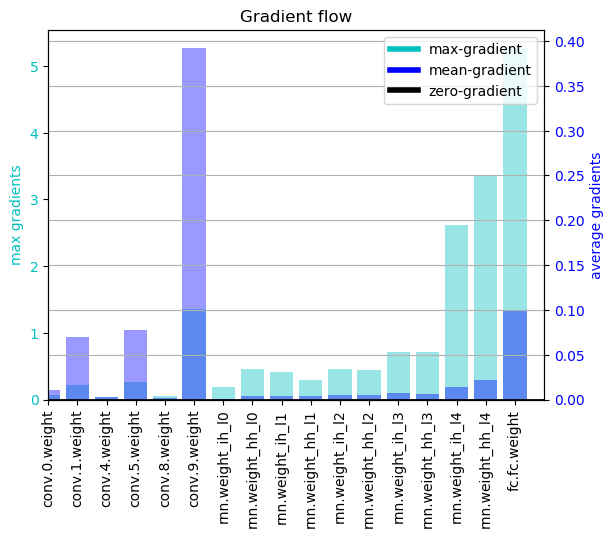 Gradient flow
max-gradient
mean-gradient
zero-gradient
max gradients
0
1
2
3
4
5
average gradients
0.00
0.05
0.10
0.15
0.20
0.25
0.30
0.35
0.40
conv.0.weight
conv.1.weight
conv.4.weight
conv.5.weight
conv.8.weight
conv.9.weight
rnn.weight_ih_l0
rnn.weight_hh_l0
rnn.weight_ih_l1
rnn.weight_hh_l1
rnn.weight_ih_l2
rnn.weight_hh_l2
rnn.weight_ih_l3
rnn.weight_hh_l3
rnn.weight_ih_l4
rnn.weight_hh_l4
fc.fc.weight